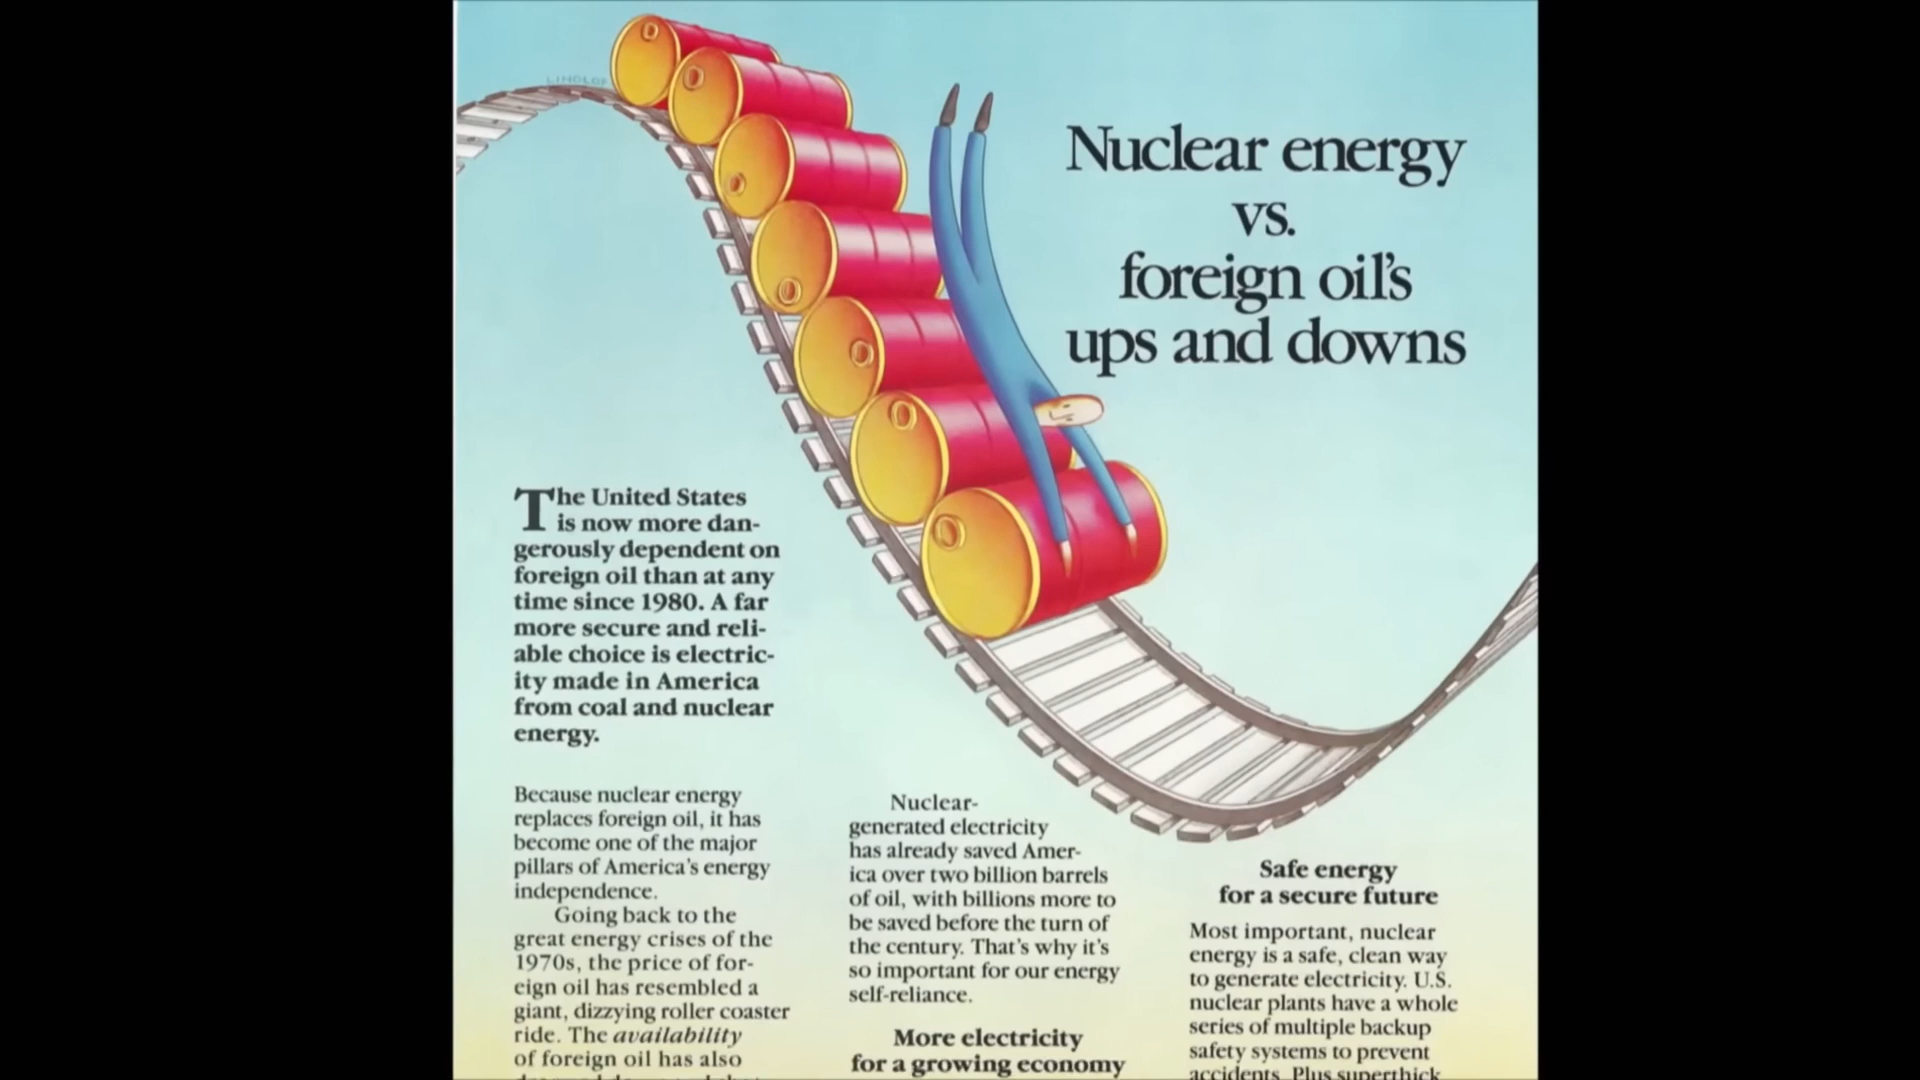 LINDLOF
Nuclear energy
vs.
foreign oil's
ups and downs
The United States
is now more dan-
gerously dependent on
foreign oil than at any
time since 1980. A far
more secure and reli-
able choice is electric-
ity made in America
from coal and nuclear
energy.
Because nuclear energy
replaces foreign oil, it has
become one of the major
pillars of America's energy
independence.
Going back to the
great energy crises of the
1970s, the price of for-
eign oil has resembled a
giant, dizzying roller coaster
ride. The availability
of foreign oil has also
Nuclear-
generated electricity
has already saved Amer-
ica over two billion barrels
of oil, with billions more to
be saved before the turn of
the century. That's why it's
so important for our energy
self-reliance.
More electricity
for a growing economy
Safe energy
for a secure future
Most important, nuclear
energy is a safe, clean way
to generate electricity. U.S.
nuclear plants have a whole
series of multiple backup
safety systems to prevent
accidents. Plus superthick